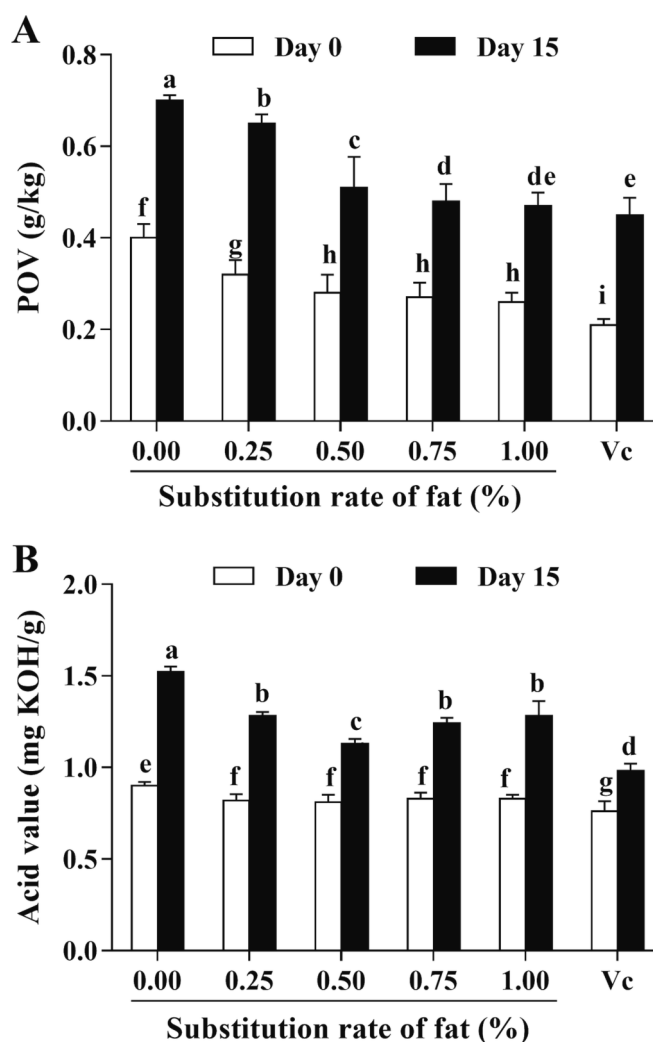 A
Day 0 Day 15
0.8
0.6
0.4
0.2
0.0
POV (g/kg)
a
b
c
d
de
e
f
g
h
h
h
i
0.00 0.25 0.50 0.75 1.00 Vc
Substitution rate of fat (%)
B
Day 0 Day 15
2.0
1.5
1.0
0.5
0.0
Acid value (mg KOH/g)
a
b
c
b
b
d
e
f
f
f
f
g
0.00 0.25 0.50 0.75 1.00 Vc
Substitution rate of fat (%)